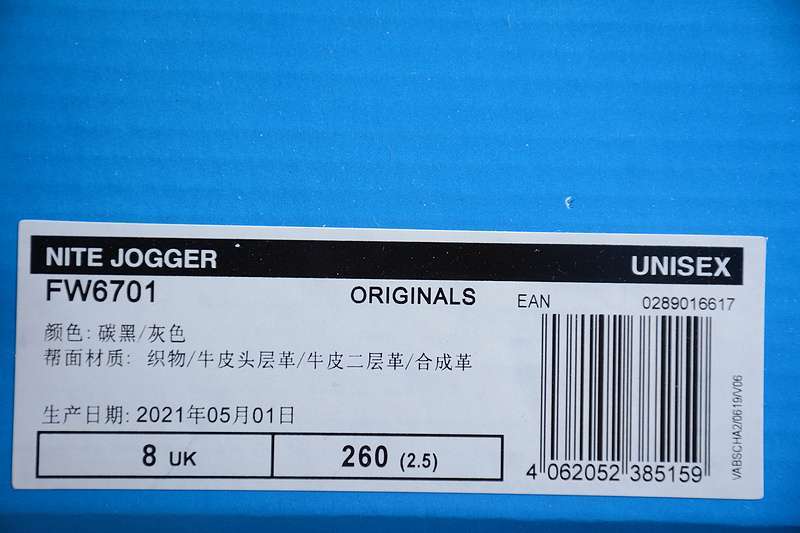 NITE JOGGER UNISEX
FW6701 ORIGINALS EAN 0289016617
颜色: 碳黑/灰色
帮面材质: 织物/牛皮头层革/牛皮二层革/合成革
生产日期: 2021年05月01日
8 UK 260 (2.5)
4 062052 385159
VABSCHA2/0619/V06